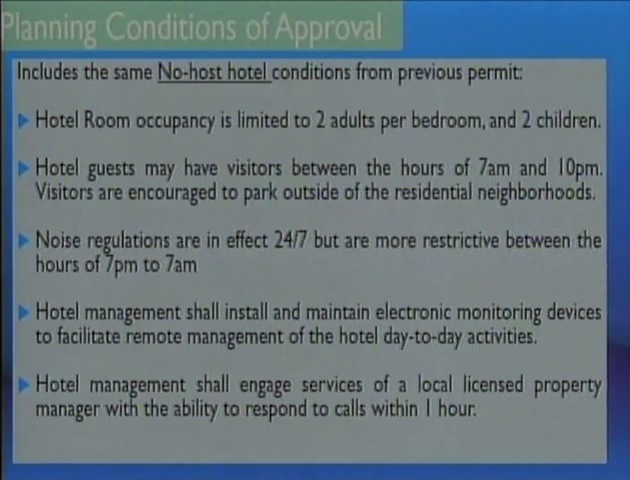 Planning Conditions of Approval
Includes the same No-host hotel conditions from previous permit:
Hotel Room occupancy is limited to 2 adults per bedroom, and 2 children.
Hotel guests may have visitors between the hours of 7am and 10pm.
Visitors are encouraged to park outside of the residential neighborhoods.
Noise regulations are in effect 24/7 but are more restrictive between the
hours of 7pm to 7am
Hotel management shall install and maintain electronic monitoring devices
to facilitate remote management of the hotel day-to-day activities.
Hotel management shall engage services of a local licensed property
manager with the ability to respond to calls within 1 hour.